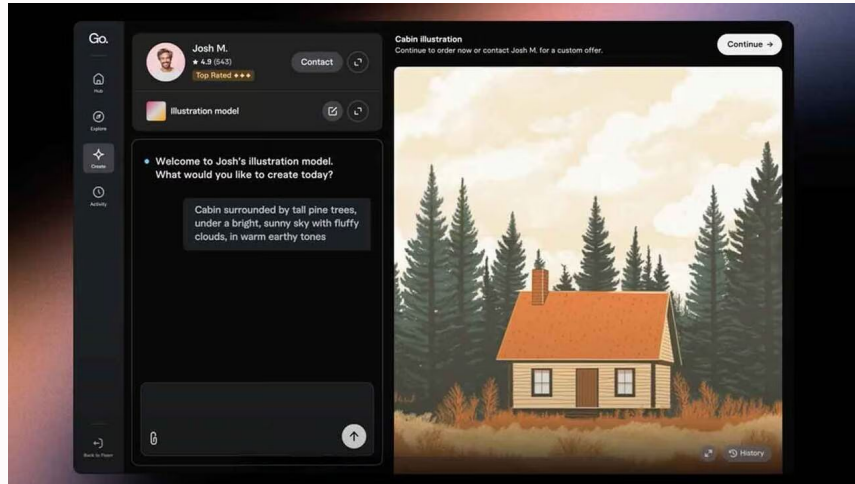 Go.
Hub
Explore
Create
Activity
Josh M.
★ 4.9 (543)
Top Rated
Contact
Illustration model
Welcome to Josh's illustration model.
What would you like to create today?
Cabin surrounded by tall pine trees,
under a bright, sunny sky with fluffy
clouds, in warm earthy tones
Cabin illustration
Continue to order now or contact Josh M. for a custom offer.
Continue →
History
Back to Fiverr